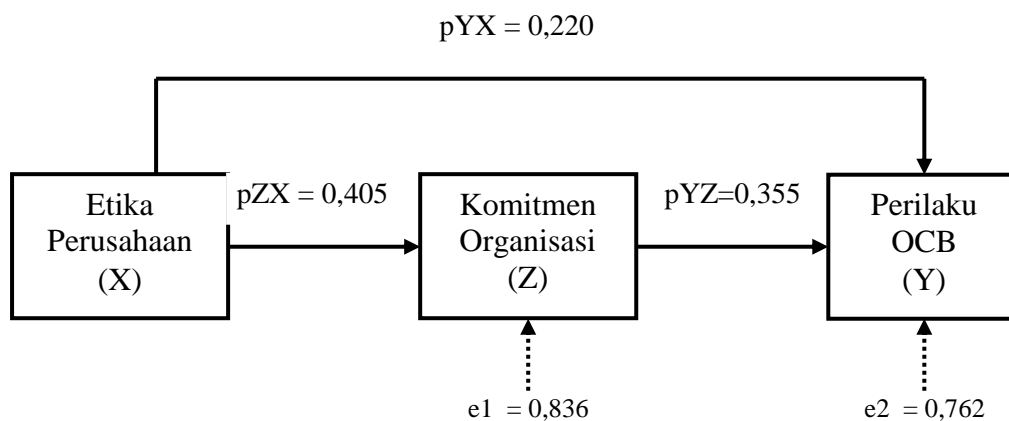 pYX = 0,220
Etika
Perusahaan
(X)
pZX = 0,405
Komitmen
Organisasi
(Z)
pYZ=0,355
Perilaku
OCB
(Y)
e1 = 0,836
e2 = 0,762